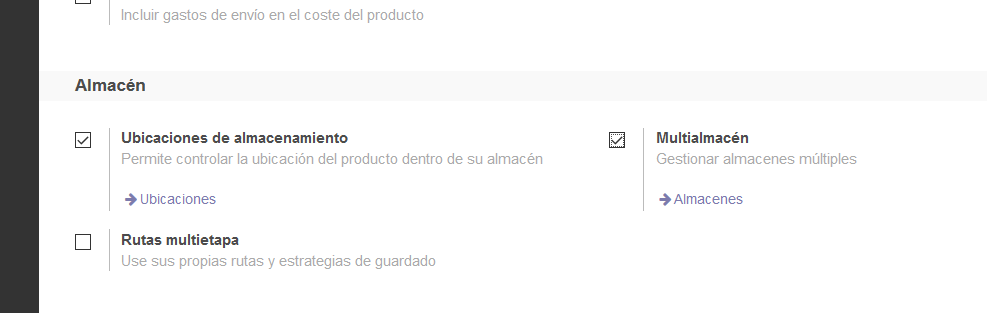 Incluir gastos de envío en el coste del producto
Almacén
Ubicaciones de almacenamiento
Permite controlar la ubicación del producto dentro de su almacén
Ubicaciones
Multialmacén
Gestionar almacenes múltiples
Almacenes
Rutas multietapa
Use sus propias rutas y estrategias de guardado